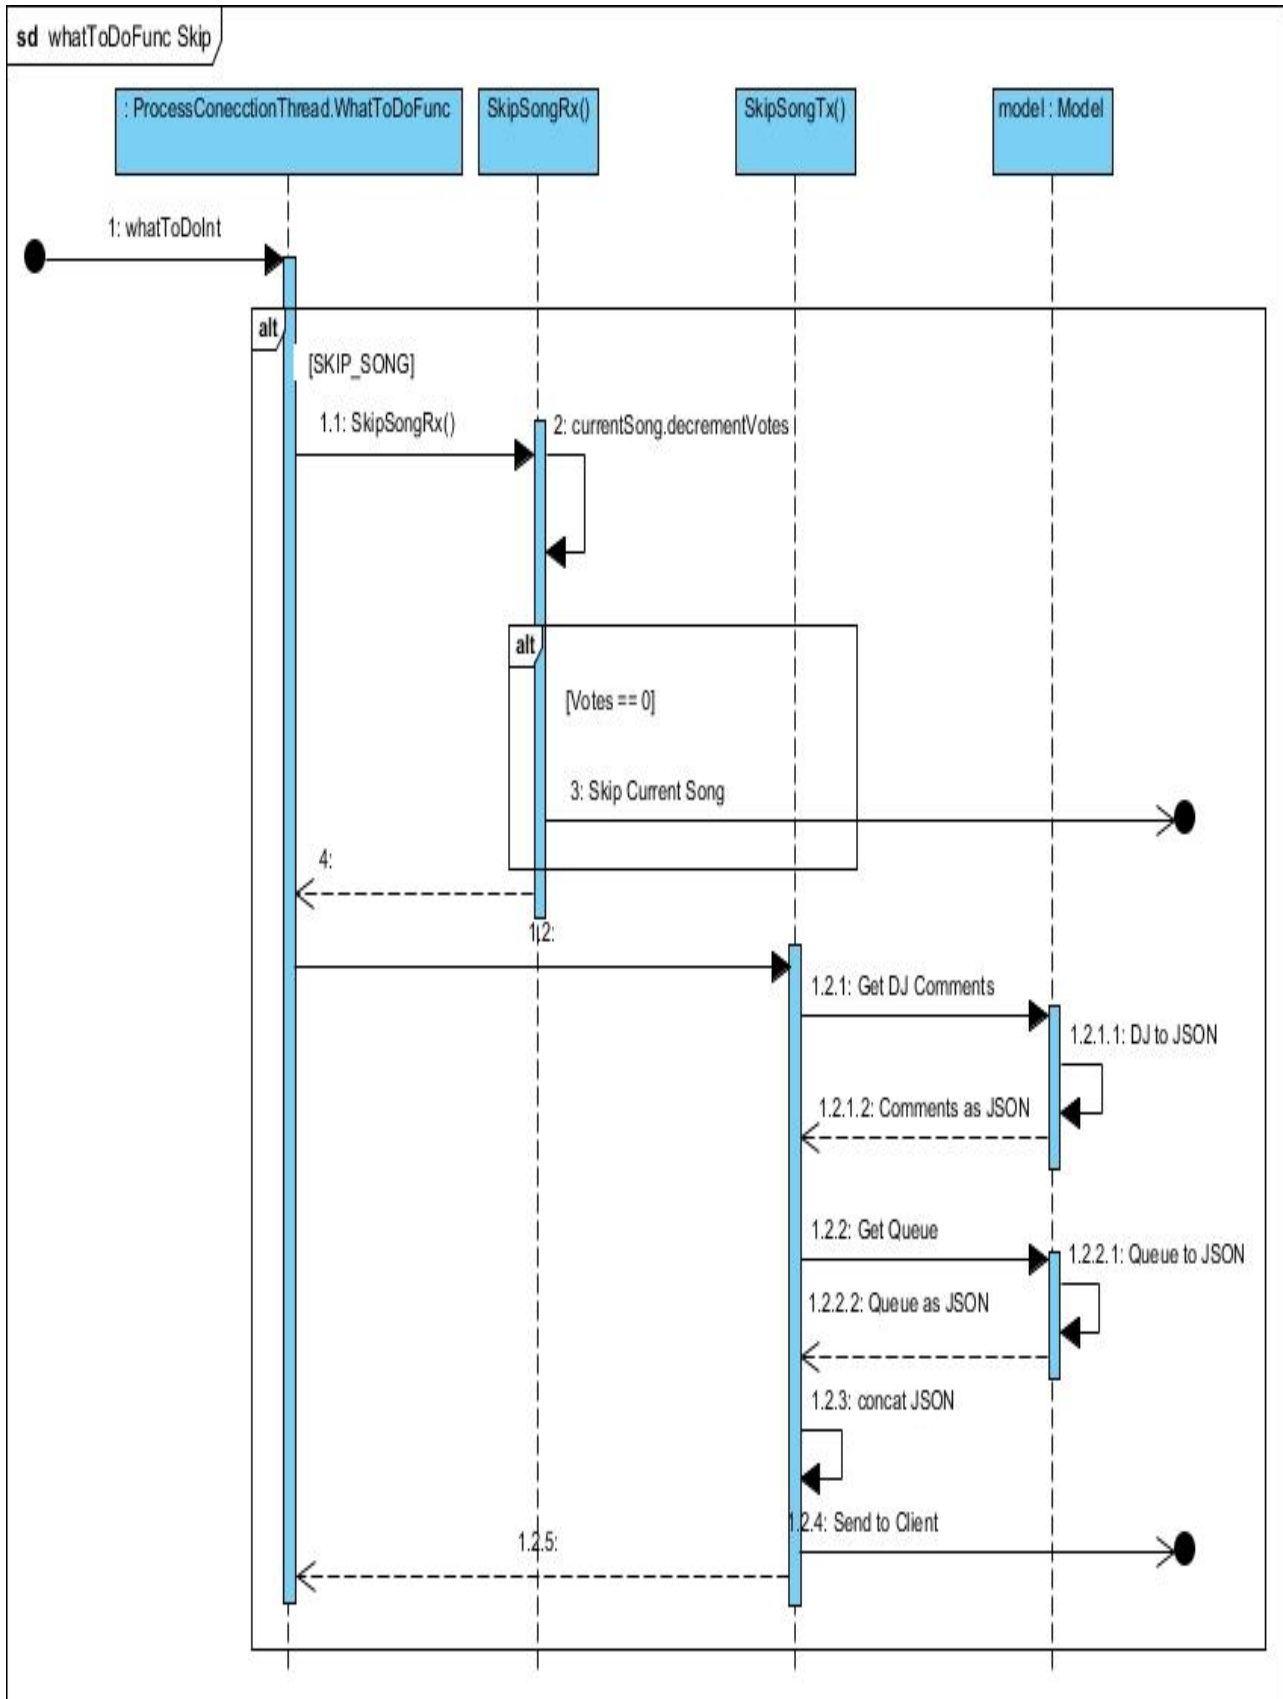 sd whatToDoFunc Skip
: ProcessConecctionThread.WhatToDoFunc
SkipSongRx()
SkipSongTx()
model : Model
1: whatToDoInt
alt
[SKIP_SONG]
1.1: SkipSongRx()
2: currentSong.decrementVotes
alt
[Votes == 0]
3: Skip Current Song
4:
1.2:
1.2.1: Get DJ Comments
1.2.1.1: DJ to JSON
1.2.1.2: Comments as JSON
1.2.2: Get Queue
1.2.2.1: Queue to JSON
1.2.2.2: Queue as JSON
1.2.3: concat JSON
1.2.4: Send to Client
1.2.5: